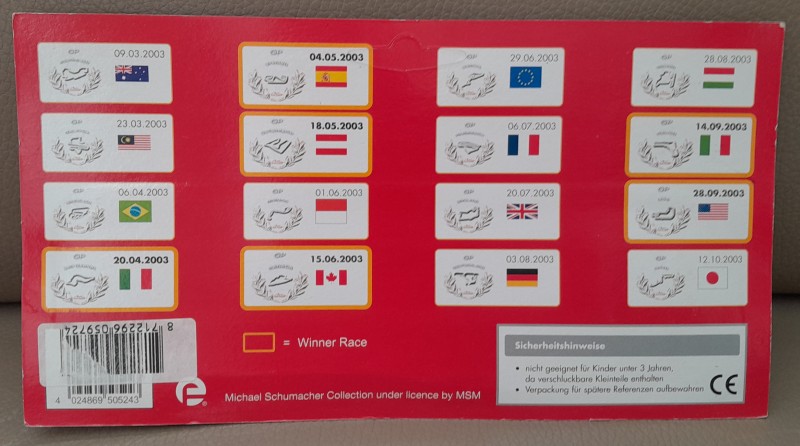 09.03.2003
23.03.2003
06.04.2003
20.04.2003
04.05.2003
18.05.2003
01.06.2003
15.06.2003
29.06.2003
06.07.2003
20.07.2003
03.08.2003
28.08.2003
14.09.2003
28.09.2003
12.10.2003
= Winner Race
8 712296 059724
4 024869 505243
e
Michael Schumacher Collection under licence by MSM
Sicherheitshinweise
• nicht geeignet für Kinder unter 3 Jahren,
da verschluckbare Kleinteile enthalten
• Verpackung für spätere Referenzen aufbewahren
CE